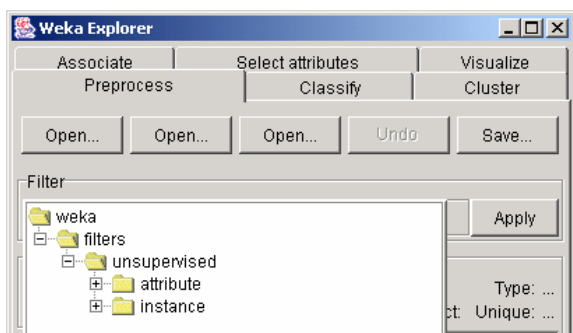 Weka Explorer
Associate Select attributes Visualize
Preprocess Classify Cluster
Open... Open... Open... Undo Save...
Filter
weka Apply
filters
unsupervised
attribute Type: ...
instance Unique: ...